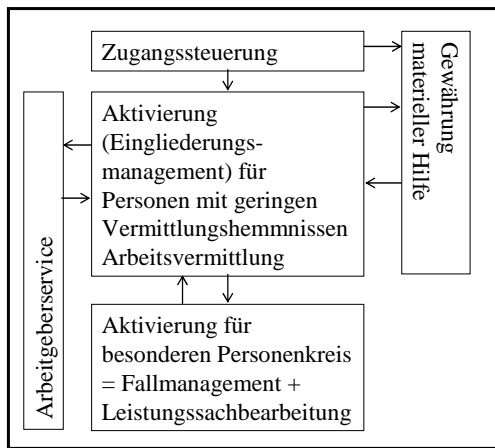 Zugangssteuerung
Gewährung
materieller Hilfe
Aktivierung
(Eingliederungs-
management) für
Personen mit geringen
Vermittlungshemmnissen
Arbeitsvermittlung
Arbeitgeberservice
Aktivierung für
besonderen Personenkreis
= Fallmanagement +
Leistungssachbearbeitung